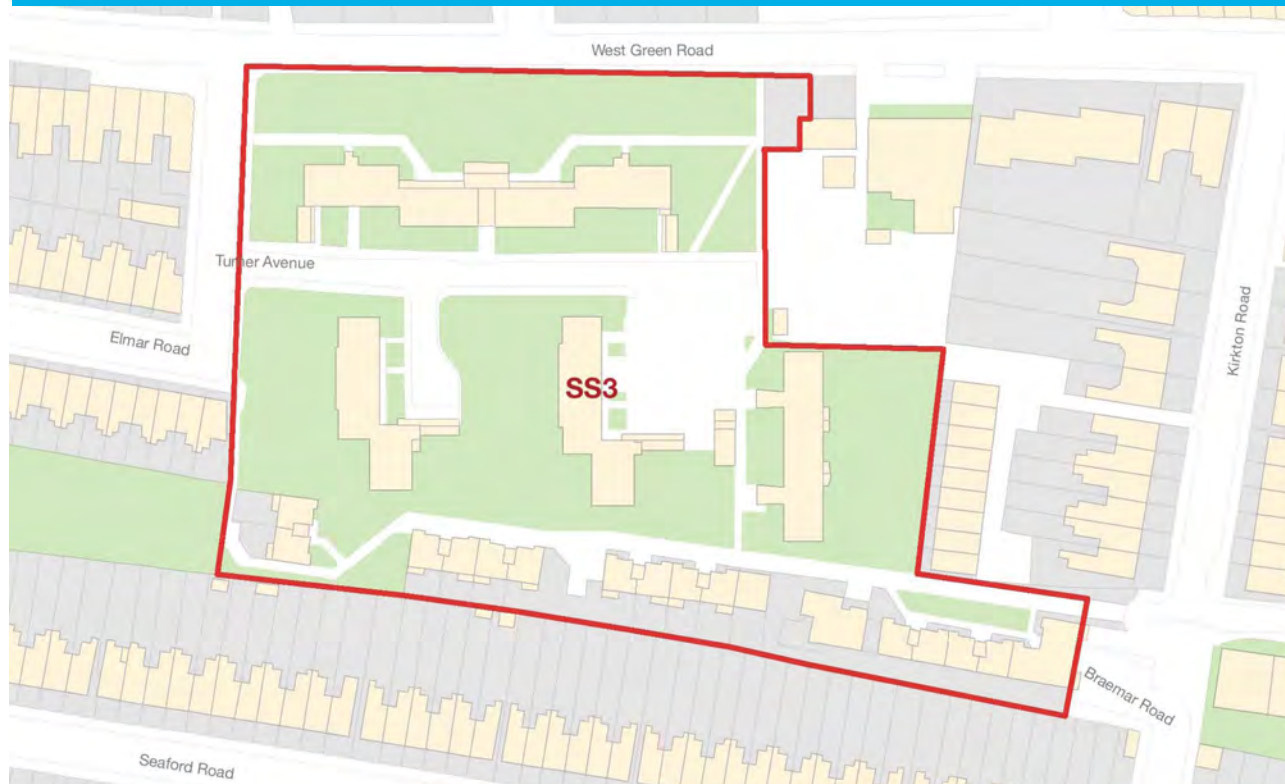 West Green Road
Turner Avenue
Elmar Road
Kirkton Road
SS3
Braemar Road
Seaford Road